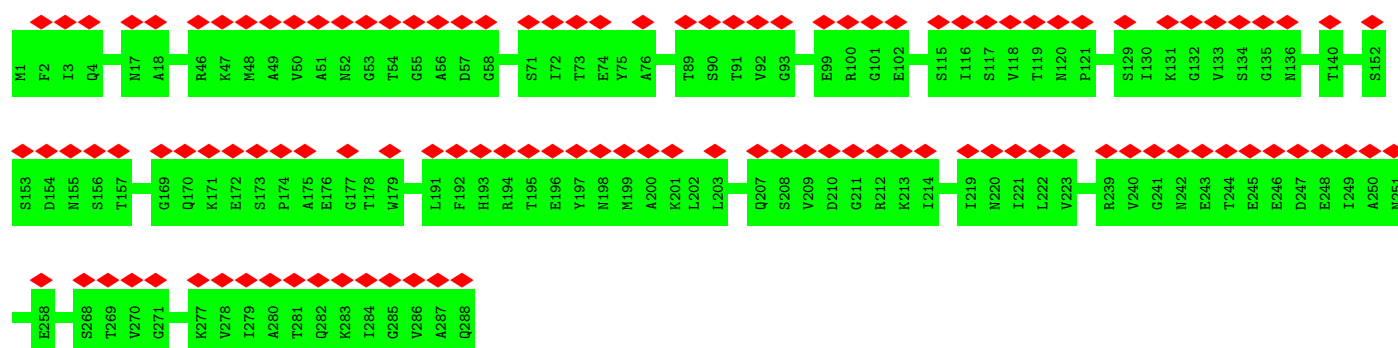 M1 F2 I3 Q4 N17 A18 R46 K47 M48 A49 V50 A51 N52 G53 T54 G55 A56 D57 G58 S71 I72 T73 E74 Y75 A76 T89 S90 T91 V92 G93 E99 R100 G101 E102 S115 I116 S117 V118 T119 N120 P121 S129 I130 K131 G132 V133 S134 G135 N136 T140 S152
S153 D154 N155 S156 T157 G169 Q170 K171 E172 S173 P174 A175 E176 G177 T178 W179 L191 F192 H193 R194 T195 E196 Y197 N198 M199 A200 K201 L202 L203 Q207 S208 V209 D210 G211 R212 K213 I214 I219 N220 I221 L222 V223 R239 V240 G241 N242 E243 T244 E245 E246 D247 E248 I249 A250 N251
E258 S268 T269 V270 G271 K277 V278 I279 A280 T281 Q282 K283 I284 G285 V286 A287 Q288